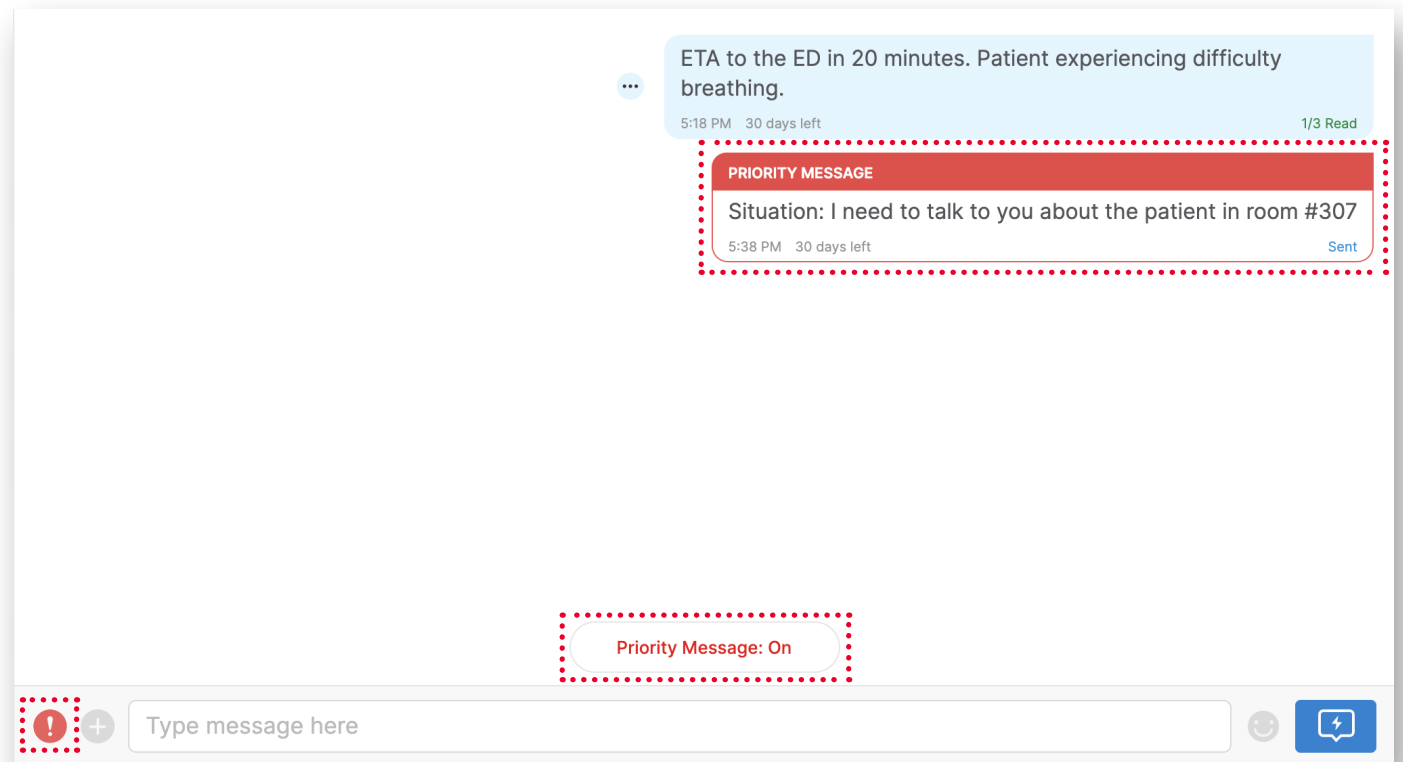 ETA to the ED in 20 minutes. Patient experiencing difficulty
breathing.
5:18 PM 30 days left 1/3 Read
PRIORITY MESSAGE
Situation: I need to talk to you about the patient in room #307
5:38 PM 30 days left Sent
Priority Message: On
Type message here